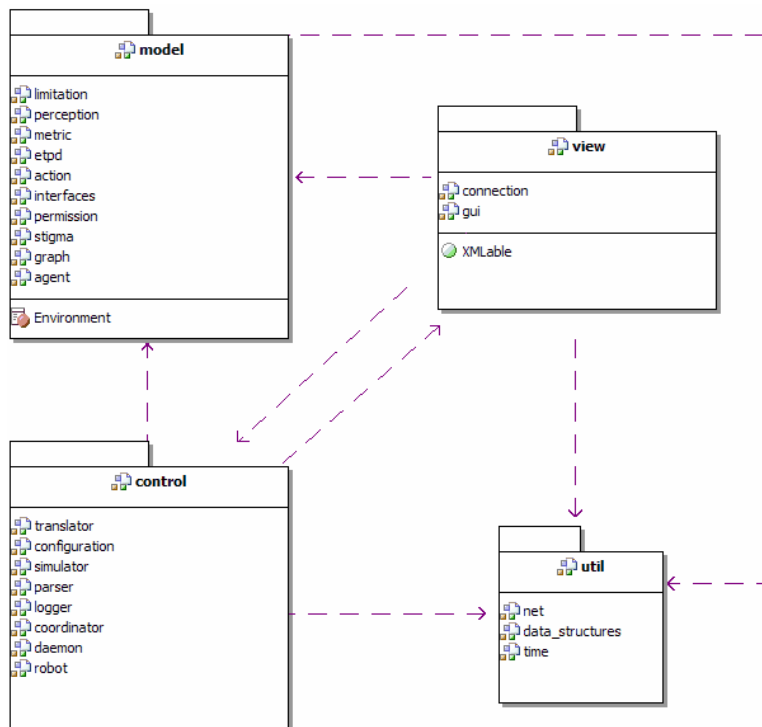 model
limitation
perception
metric
etpd
action
interfaces
permission
stigma
graph
agent
Environment
view
connection
gui
XMLable
control
translator
configuration
simulator
parser
logger
coordinator
daemon
robot
util
net
data_structures
time